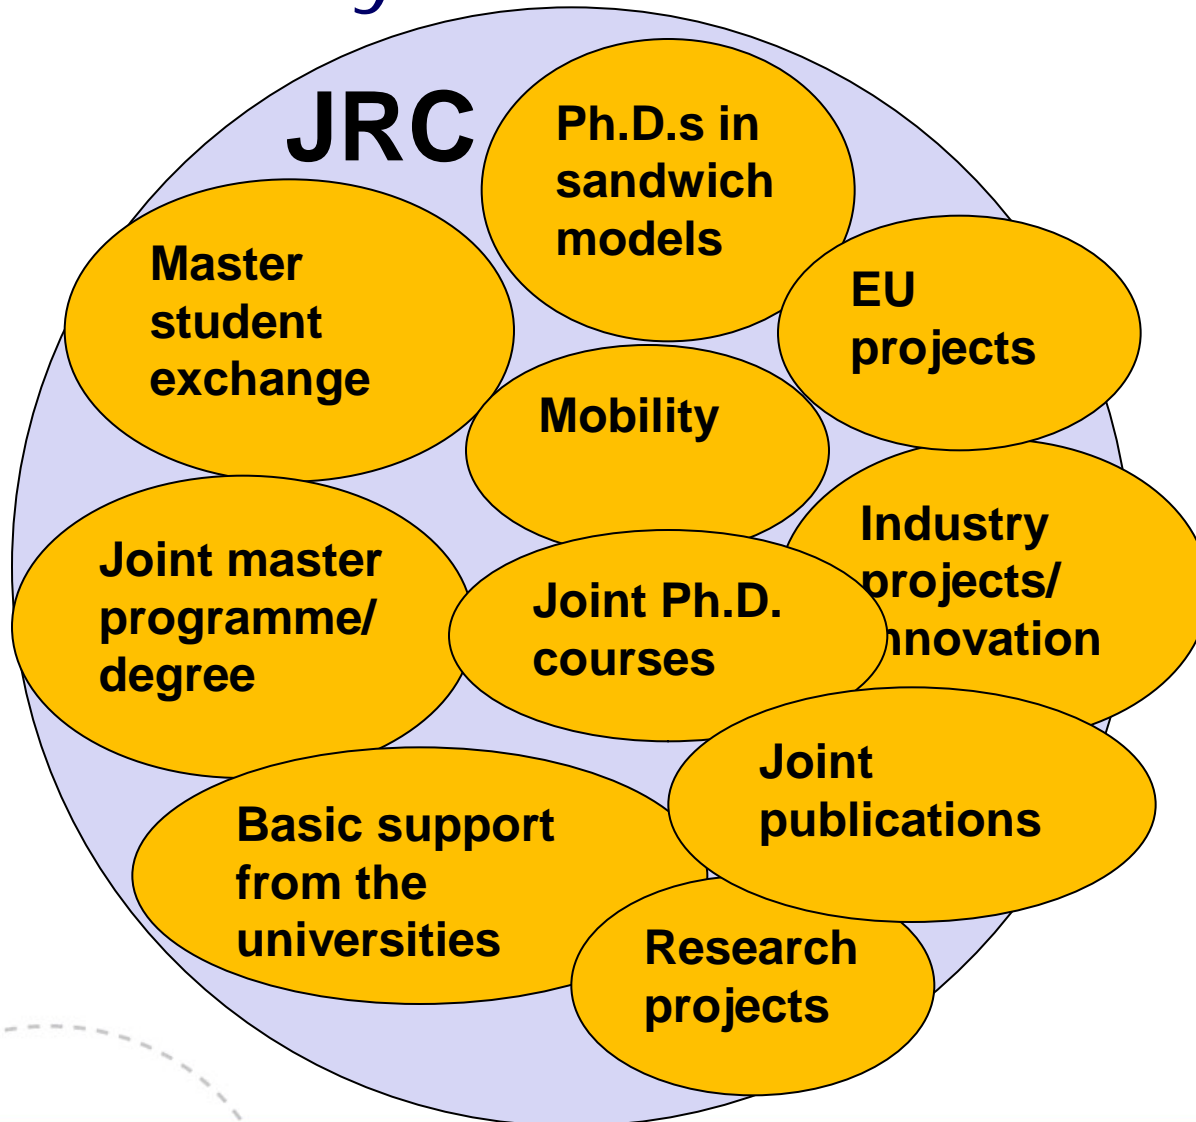 JRC
Ph.D.s in
sandwich
models
Master
student
exchange
EU
projects
Mobility
Industry
projects/
innovation
Joint master
programme/
degree
Joint Ph.D.
courses
Joint
publications
Basic support
from the
universities
Research
projects